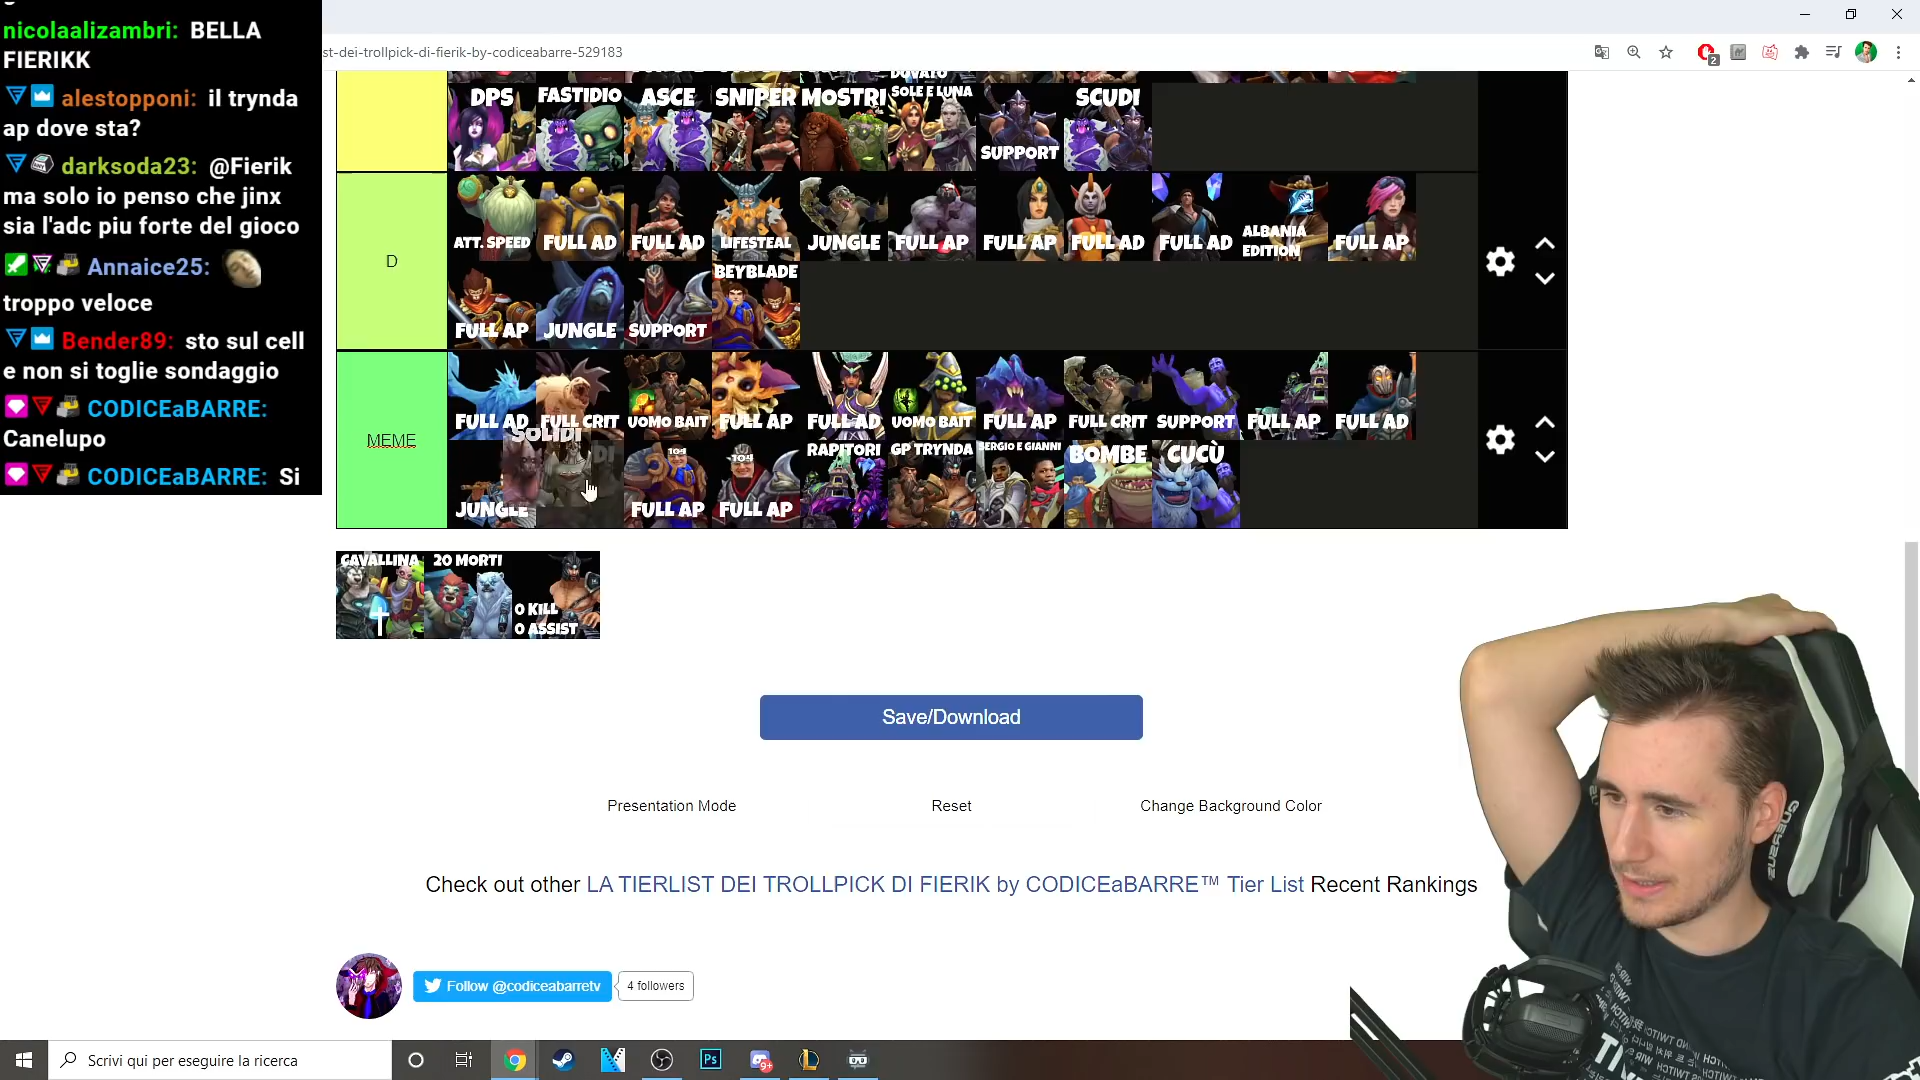 nicolaalizambri: BELLA
FIERIKK
alestopponi: il trynda
ap dove sta?
darksoda23: @Fierik
ma solo io penso che jinx
sia l'adc piu forte del gioco
Annaice25:
troppo veloce
Bender89: sto sul cell
e non si toglie sondaggio
CODICEaBARRE:
Canelupo
CODICEaBARRE: Si
st-dei-trollpick-di-fierik-by-codiceabarre-529183
2
DPS
FASTIDIO
ASCE
SNIPER
MOSTRI
SOLE E LUNA
SUPPORT
SCUDI
D
ATT. SPEED
FULL AD
FULL AD
LIFESTEAL
JUNGLE
FULL AP
FULL AP
FULL AD
FULL AD
ALBANIA
EDITION
FULL AP
FULL AP
JUNGLE
SUPPORT
BEYBLADE
MEME
FULL AD
FULL CRIT
UOMO BAIT
FULL AP
FULL AD
UOMO BAIT
FULL AP
FULL CRIT
SUPPORT
FULL AP
FULL AD
JUNGLE
SOLIDI
104
FULL AP
104
FULL AP
RAPITORI
GP TRYNDA
SERGIO E GIANNI
BOMBE
CUCÙ
CAVALLINA
20 MORTI
0 KILL
0 ASSIST
Save/Download
Presentation Mode
Reset
Change Background Color
Check out other LA TIERLIST DEI TROLLPICK DI FIERIK by CODICEaBARRE™ Tier List Recent Rankings
Follow @codiceabarretv
4 followers
Scrivi qui per eseguire la ricerca
Ps
9+